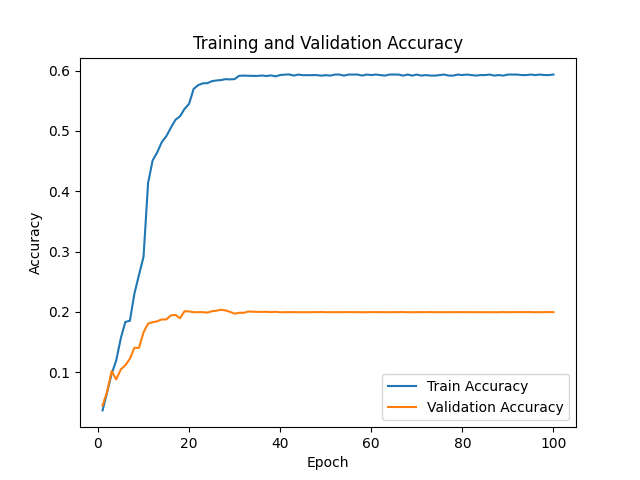 Training and Validation Accuracy
0.6
0.5
0.4
0.3
0.2
0.1
Accuracy
Train Accuracy
Validation Accuracy
0 20 40 60 80 100
Epoch